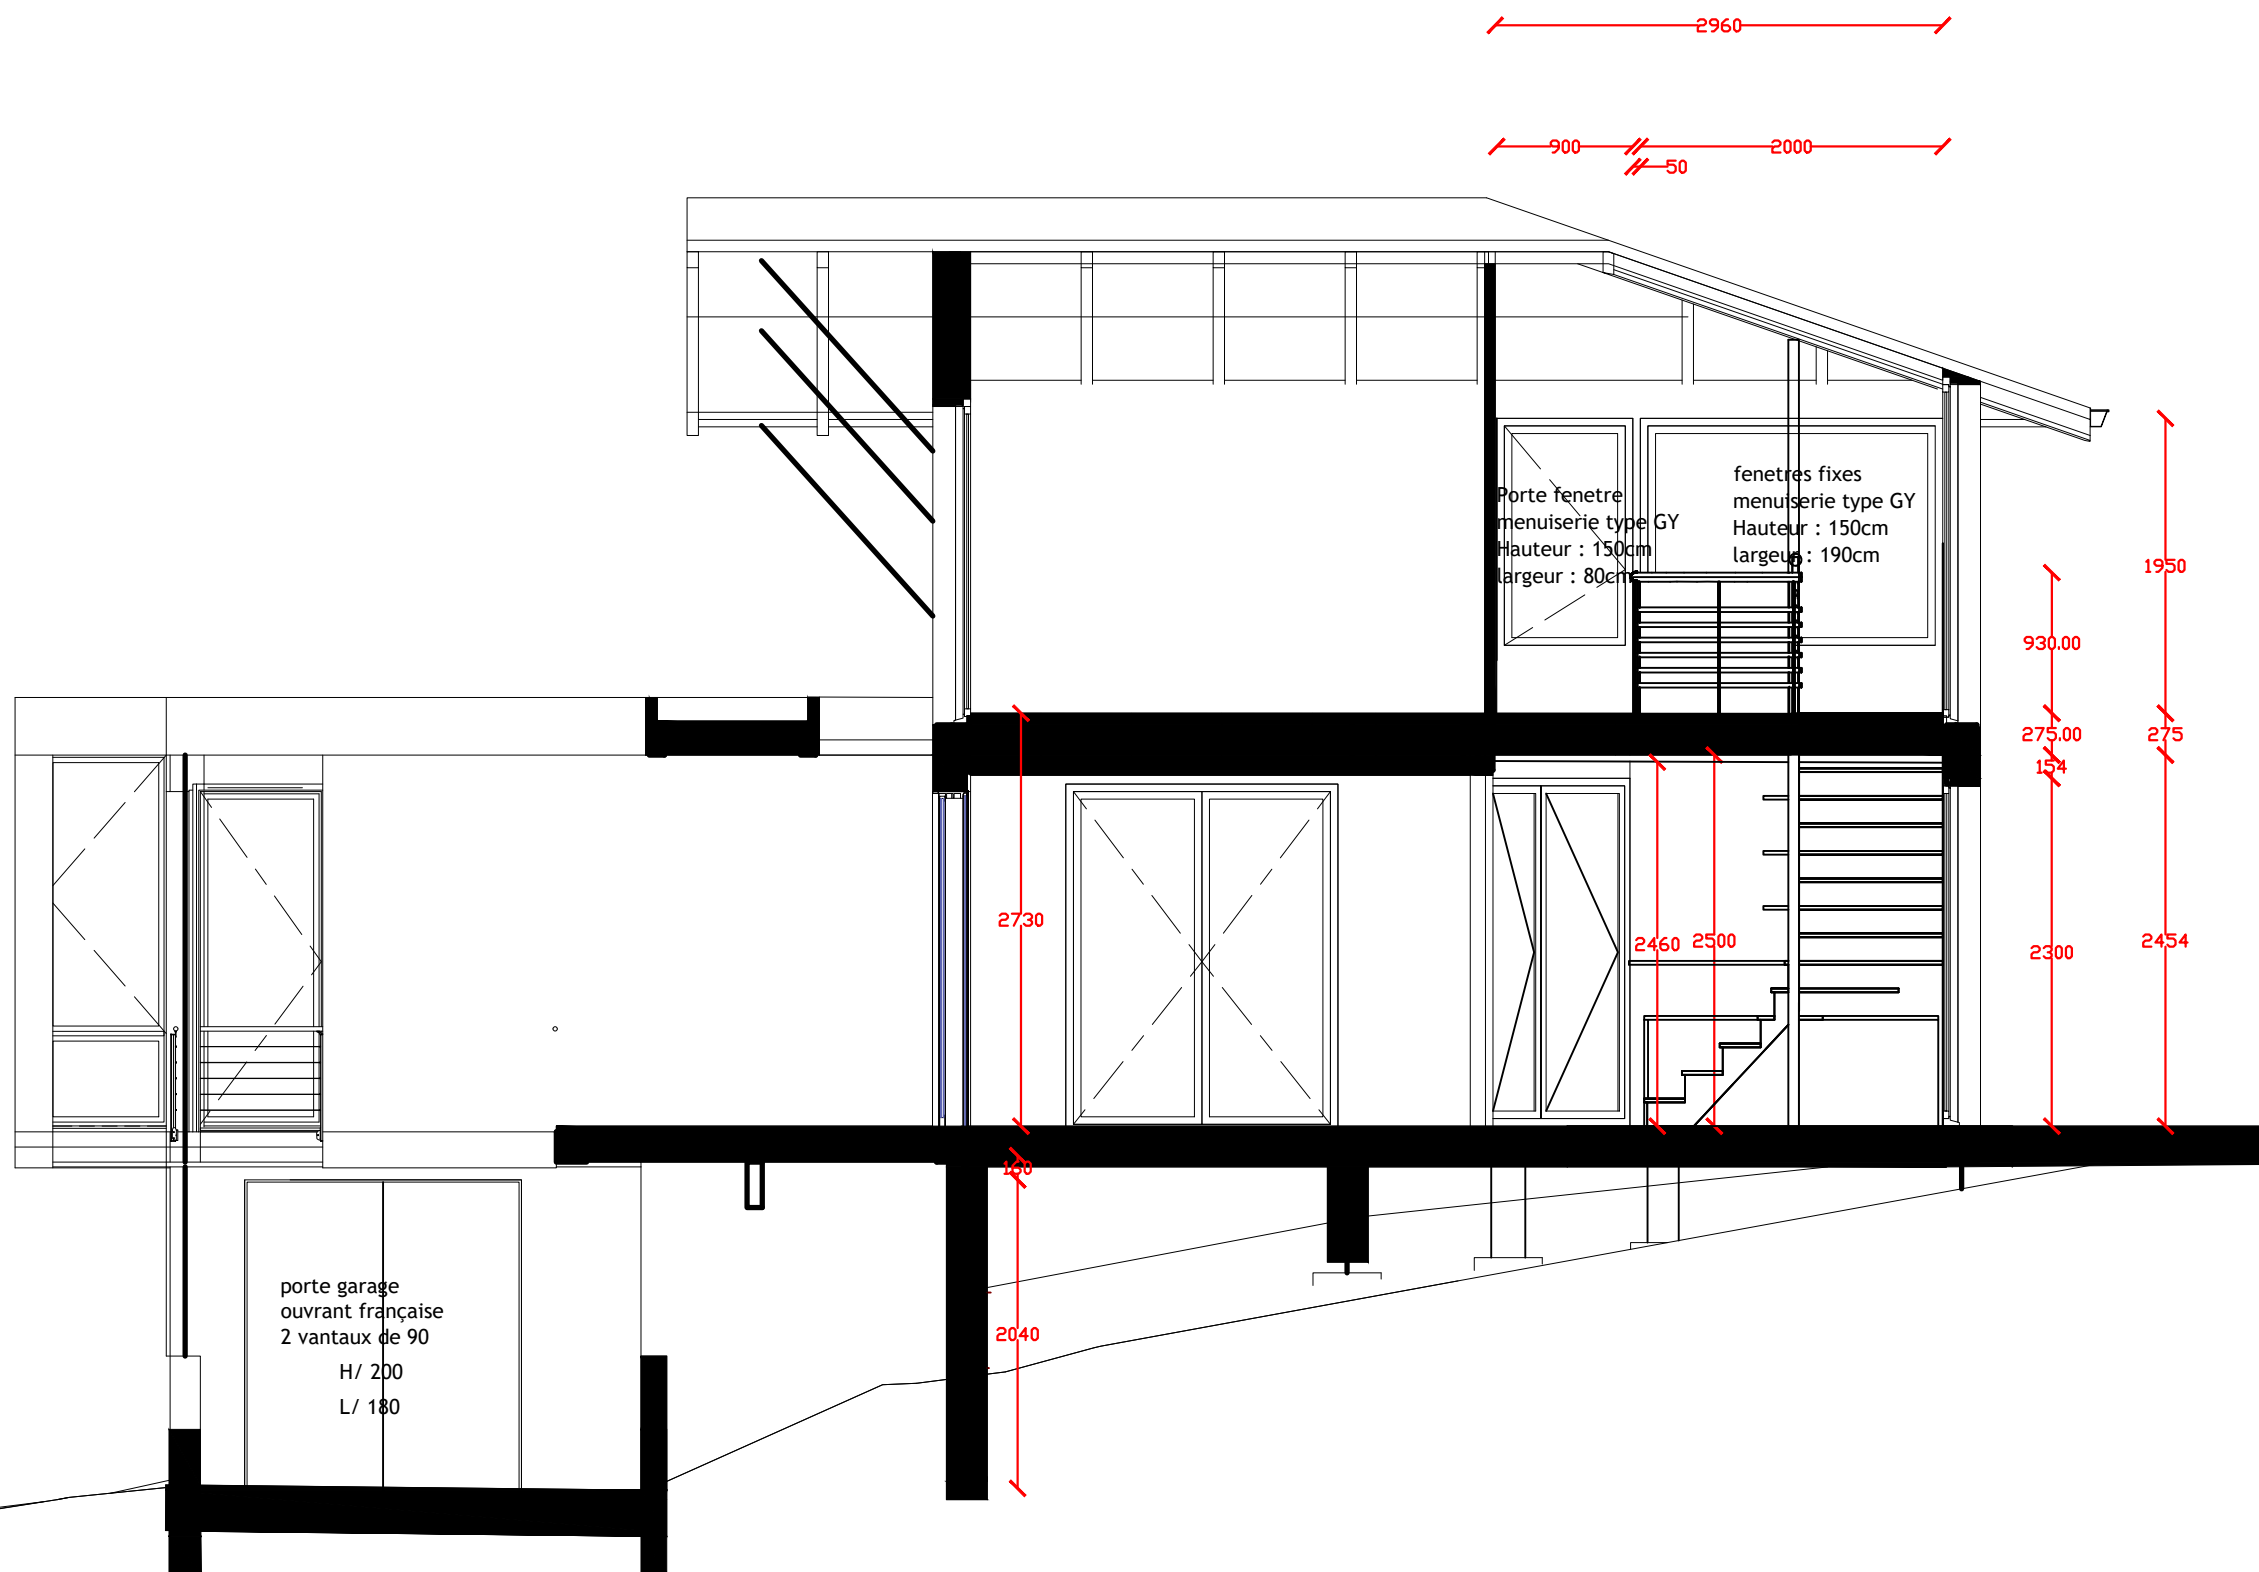 2960
900
2000
50
fenetres fixes
menuiserie type GY
Hauteur : 150cm
largeur : 190cm
Porte fenetre
menuiserie type GY
Hauteur : 150cm
largeur : 80cm
1950
930.00
275.00
275
154
2730
2460
2500
2300
2454
160
2040
porte garage
ouvrant française
2 vantaux de 90
H/ 200
L/ 180